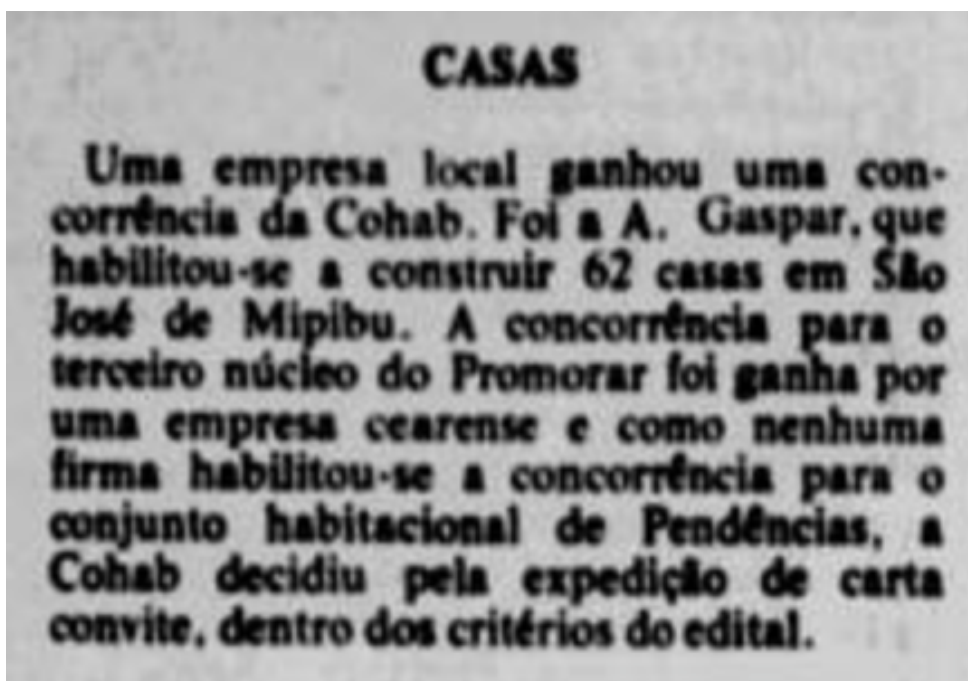 CASAS
Uma empresa local ganhou uma con-
corrência da Cohab. Foi a A. Gaspar, que
habilitou-se a construir 62 casas em São
José de Mipibu. A concorrência para o
terceiro núcleo do Promorar foi ganha por
uma empresa cearense e como nenhuma
firma habilitou-se a concorrência para o
conjunto habitacional de Pendências, a
Cohab decidiu pela expedição de carta
convite, dentro dos critérios do edital.